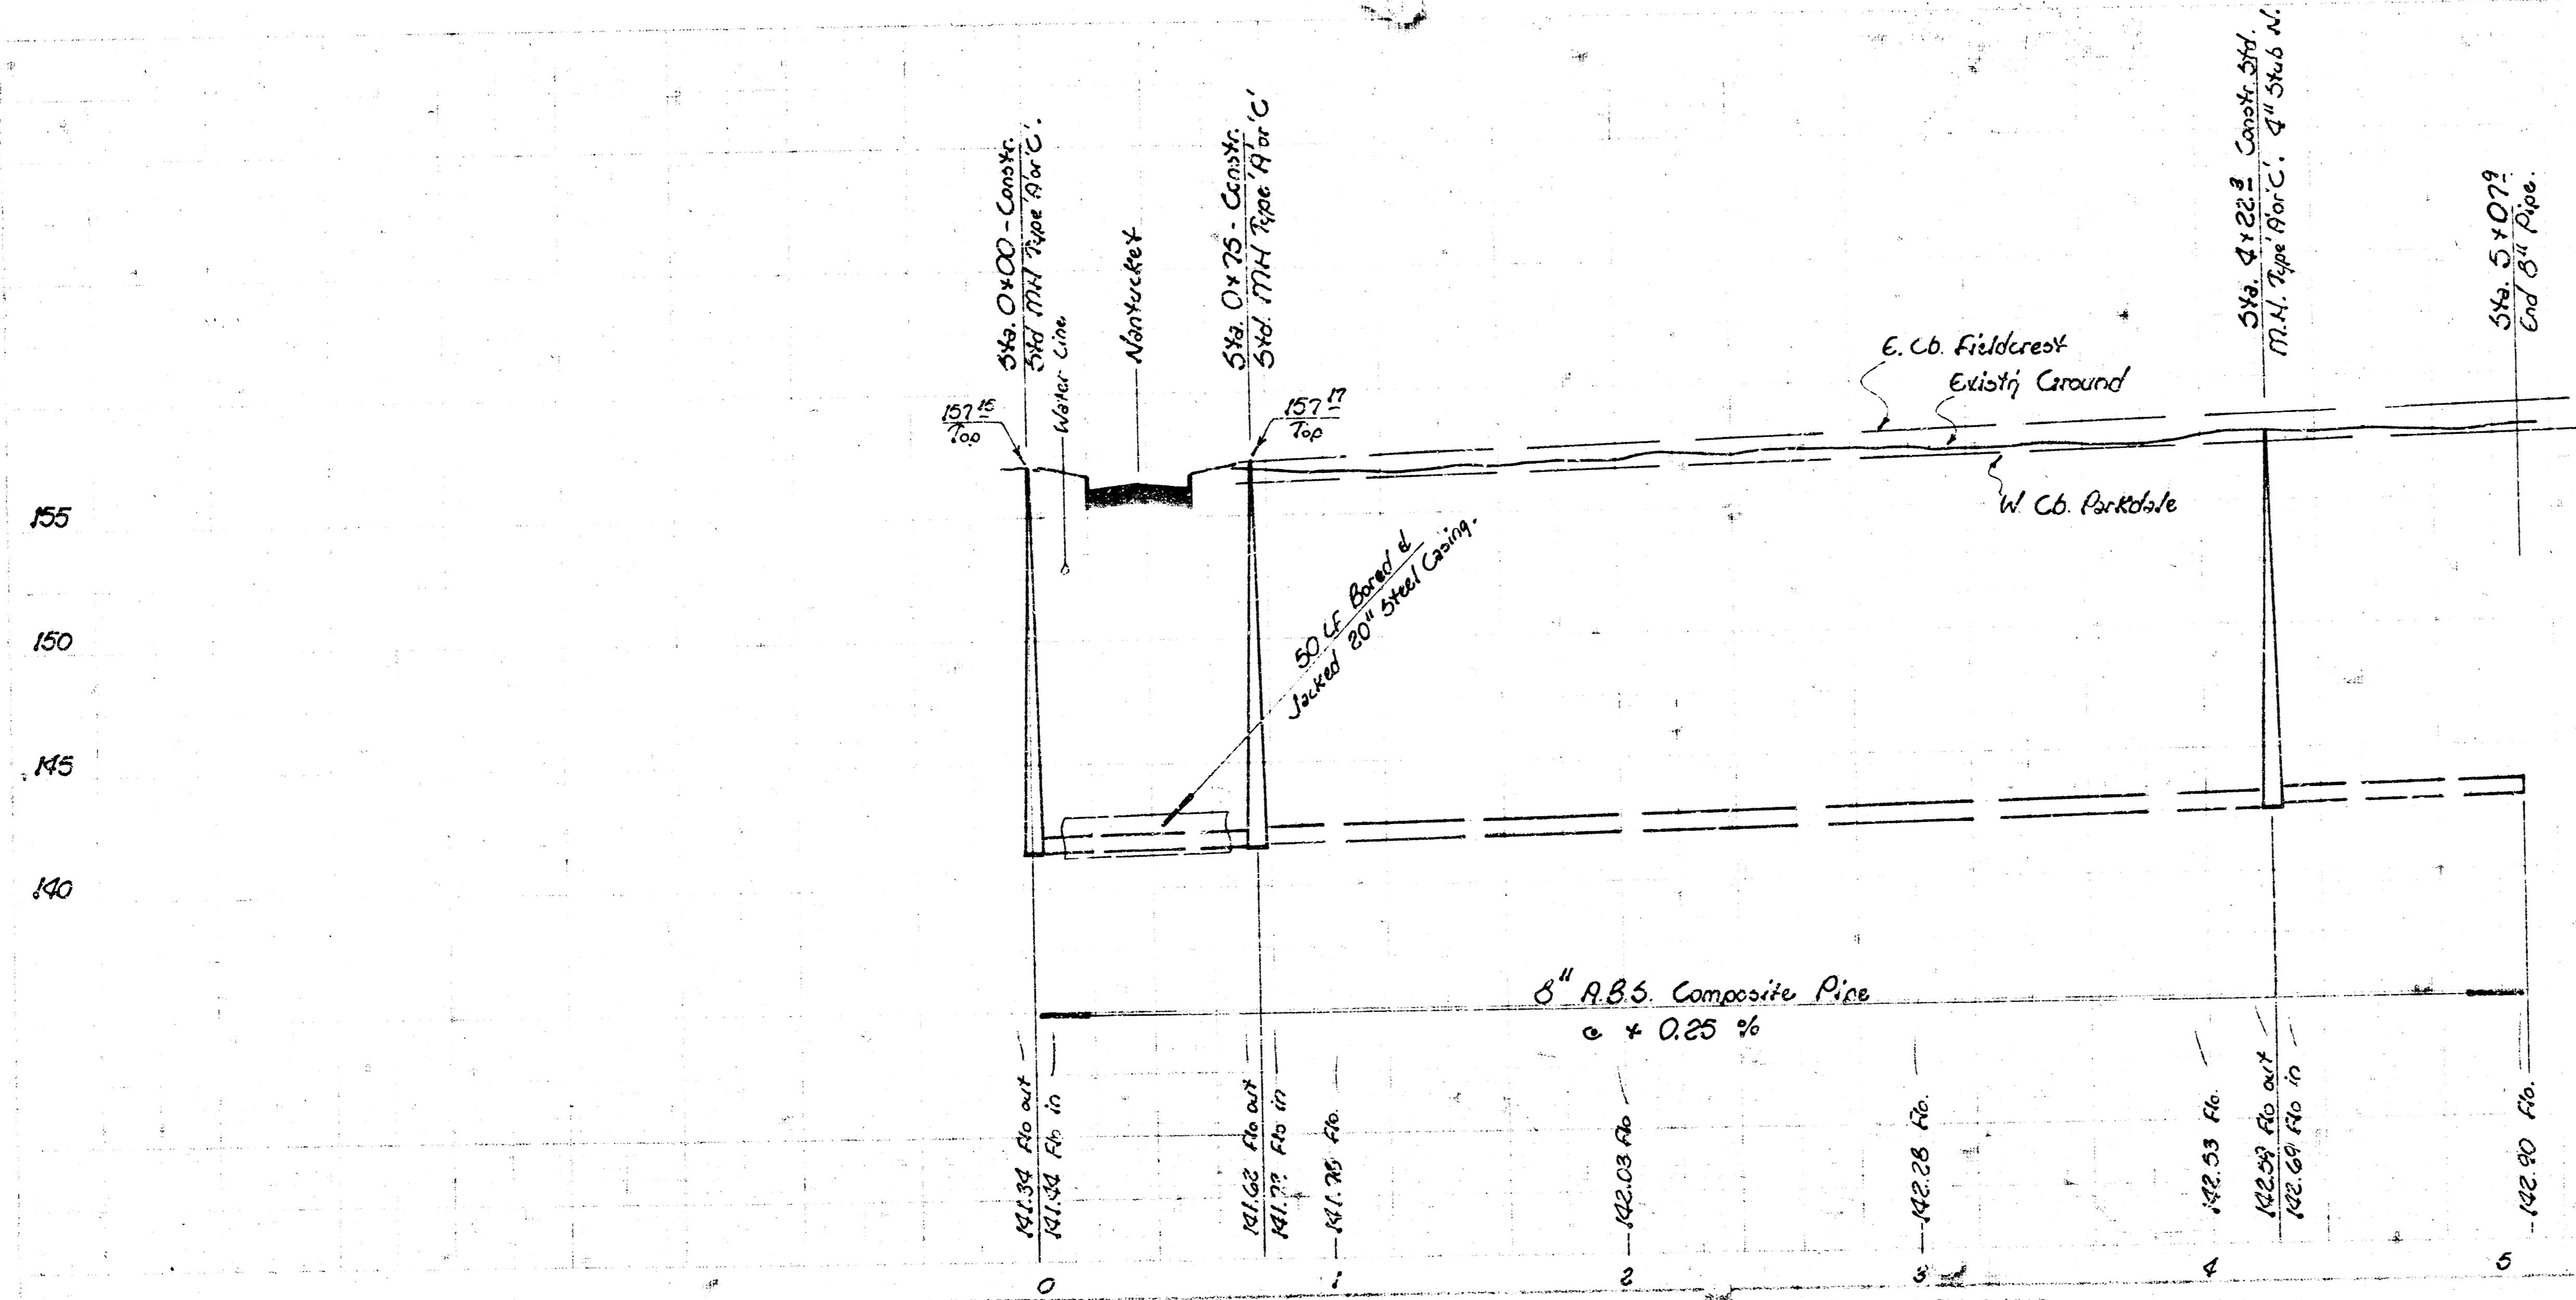 Sta. 0+00 - Constr.
Std MH Type 'A' or 'C'.
Water Line
Nantucket
Sta. 0+75 - Constr.
Std. MH Type 'A' or 'C'
Sta. 4+22.3 Constr. Std.
M.H. Type 'A' or 'C'. 4" Stub N.
Sta. 5+07.9
End 8" Pipe.
157.15
Top
157.17
Top
E. Cb. Fieldcrest
Exist'g Ground
W. Cb. Parkdale
155
150
145
140
50 LF Bored &
Jacked 20" Steel Casing.
8" A.B.S. Composite Pipe
@ + 0.25 %
141.34 Flo out
141.44 Flo in
141.62 Flo out
Flo in
141.78 Flo.
142.03 Flo
142.28 Flo.
142.53 Flo.
142.59 Flo out
142.69 Flo in
142.90 Flo.
0
1
2
3
4
5